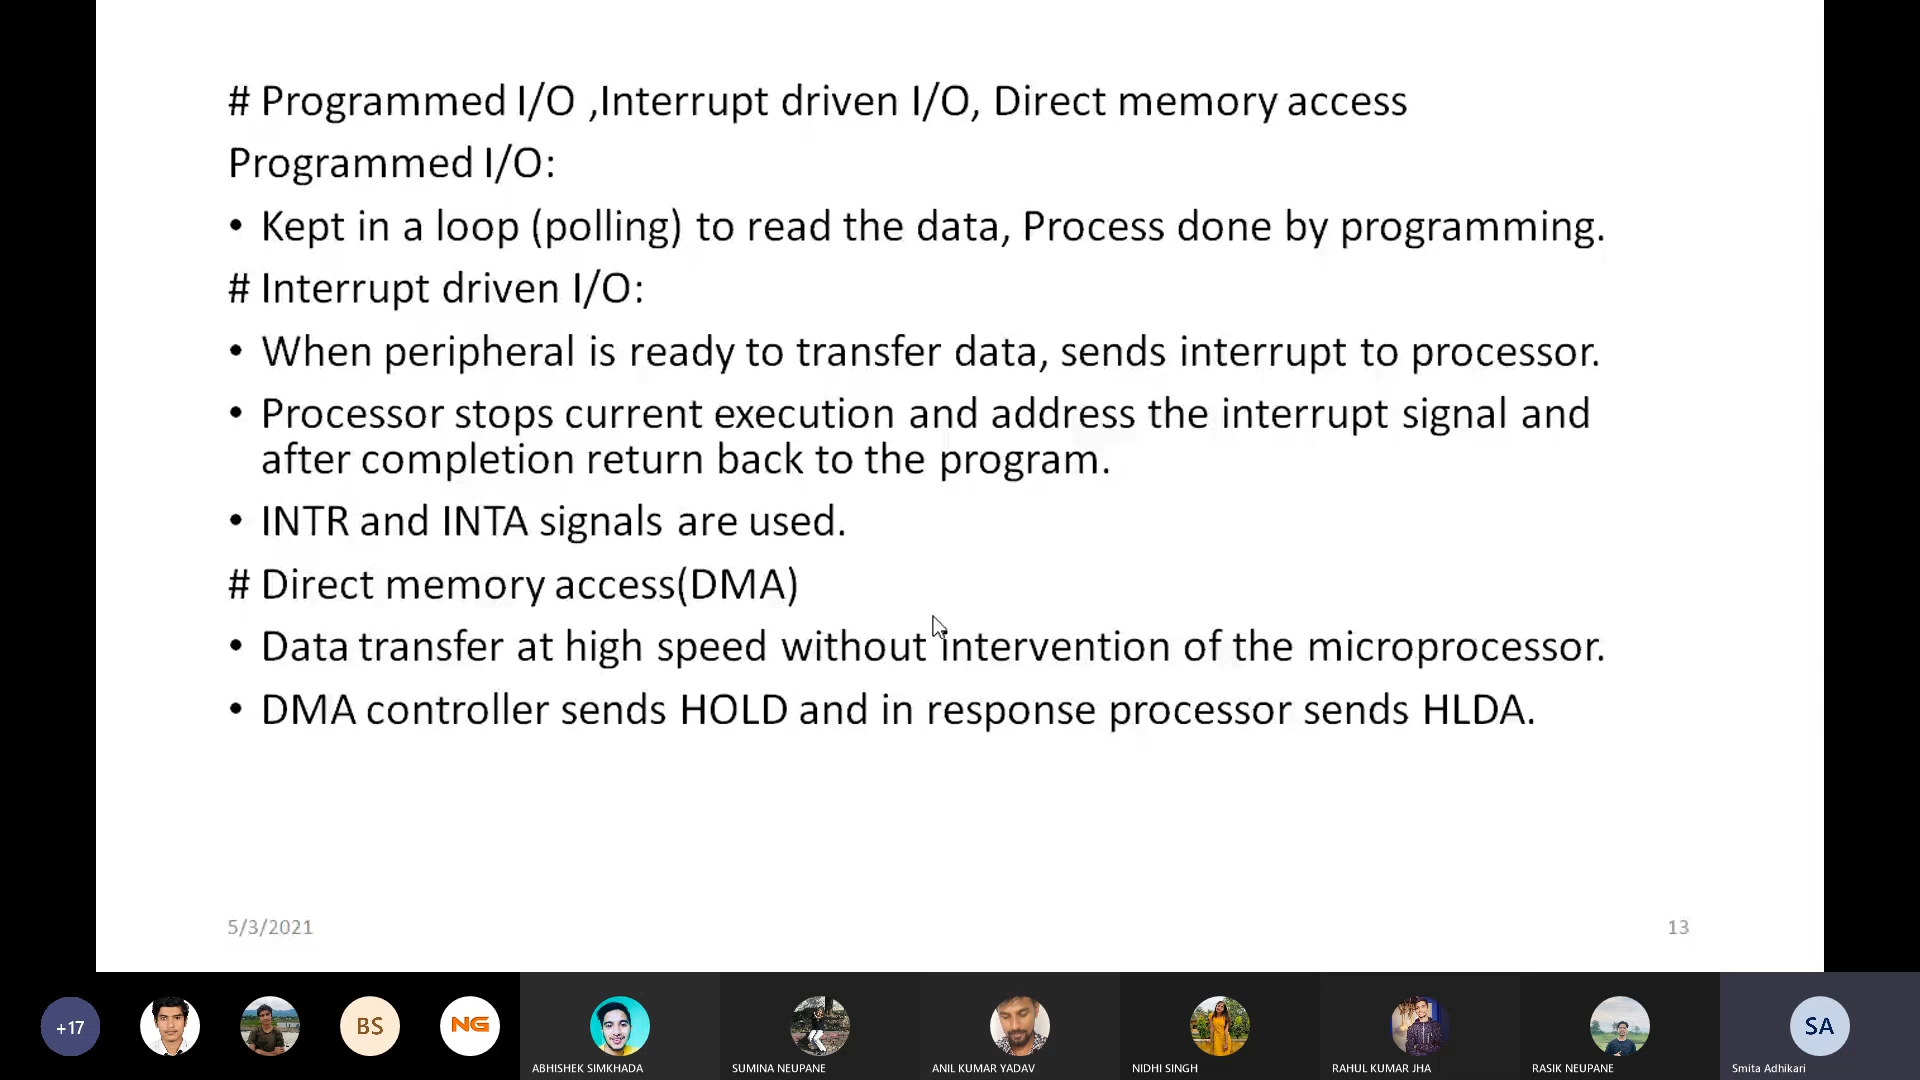 # Programmed I/O ,Interrupt driven I/O, Direct memory access
Programmed I/O:
• Kept in a loop (polling) to read the data, Process done by programming.
# Interrupt driven I/O:
• When peripheral is ready to transfer data, sends interrupt to processor.
• Processor stops current execution and address the interrupt signal and
after completion return back to the program.
• INTR and INTA signals are used.
# Direct memory access(DMA)
• Data transfer at high speed without intervention of the microprocessor.
• DMA controller sends HOLD and in response processor sends HLDA.
5/3/2021
13
+17
BS
NG
SA
ABHISHEK SIMKHADA
SUMINA NEUPANE
ANIL KUMAR YADAV
NIDHI SINGH
RAHUL KUMAR JHA
RASIK NEUPANE
Smita Adhikari